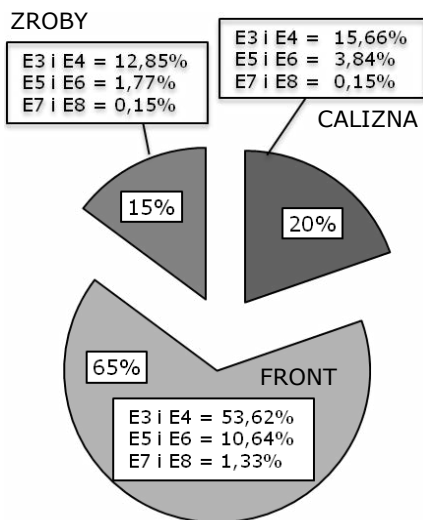 ZROBY
E3 i E4 = 12,85%
E5 i E6 = 1,77%
E7 i E8 = 0,15%
E3 i E4 = 15,66%
E5 i E6 = 3,84%
E7 i E8 = 0,15%
CALIZNA
15%
20%
65%
FRONT
E3 i E4 = 53,62%
E5 i E6 = 10,64%
E7 i E8 = 1,33%